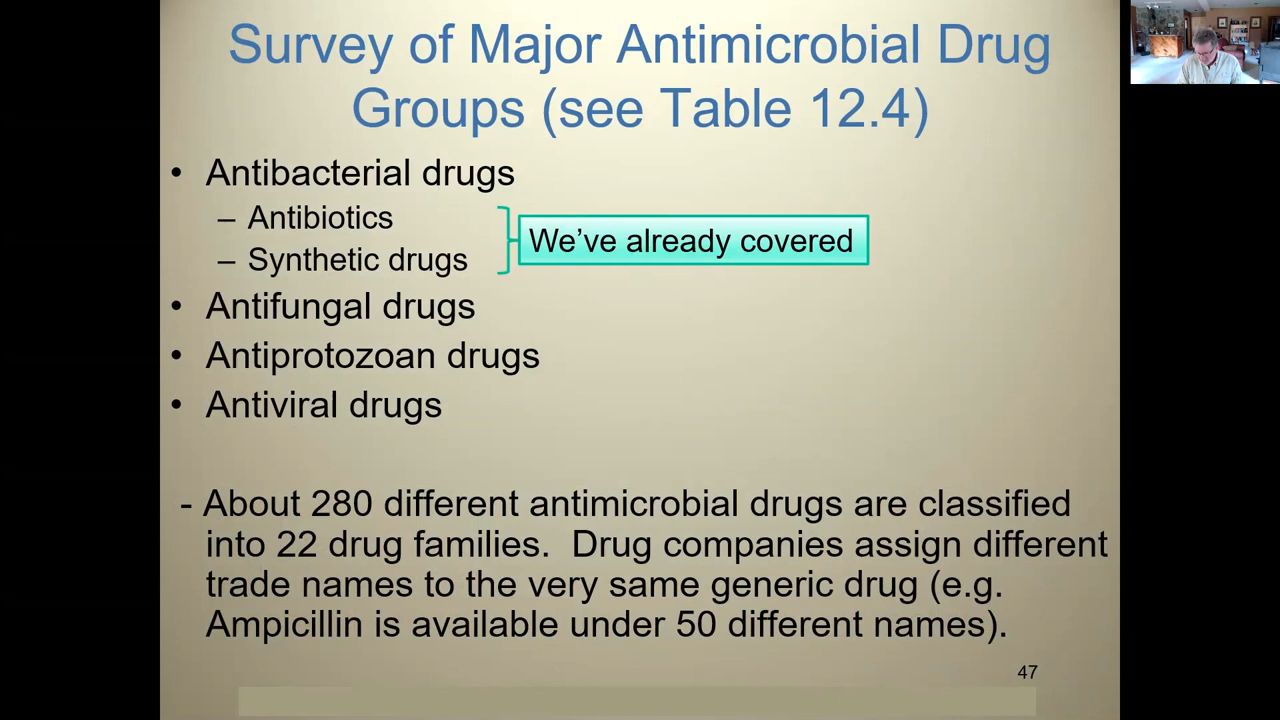 Survey of Major Antimicrobial Drug
Groups (see Table 12.4)
• Antibacterial drugs
– Antibiotics
– Synthetic drugs
We’ve already covered
• Antifungal drugs
• Antiprotozoan drugs
• Antiviral drugs
- About 280 different antimicrobial drugs are classified
into 22 drug families. Drug companies assign different
trade names to the very same generic drug (e.g.
Ampicillin is available under 50 different names).
47